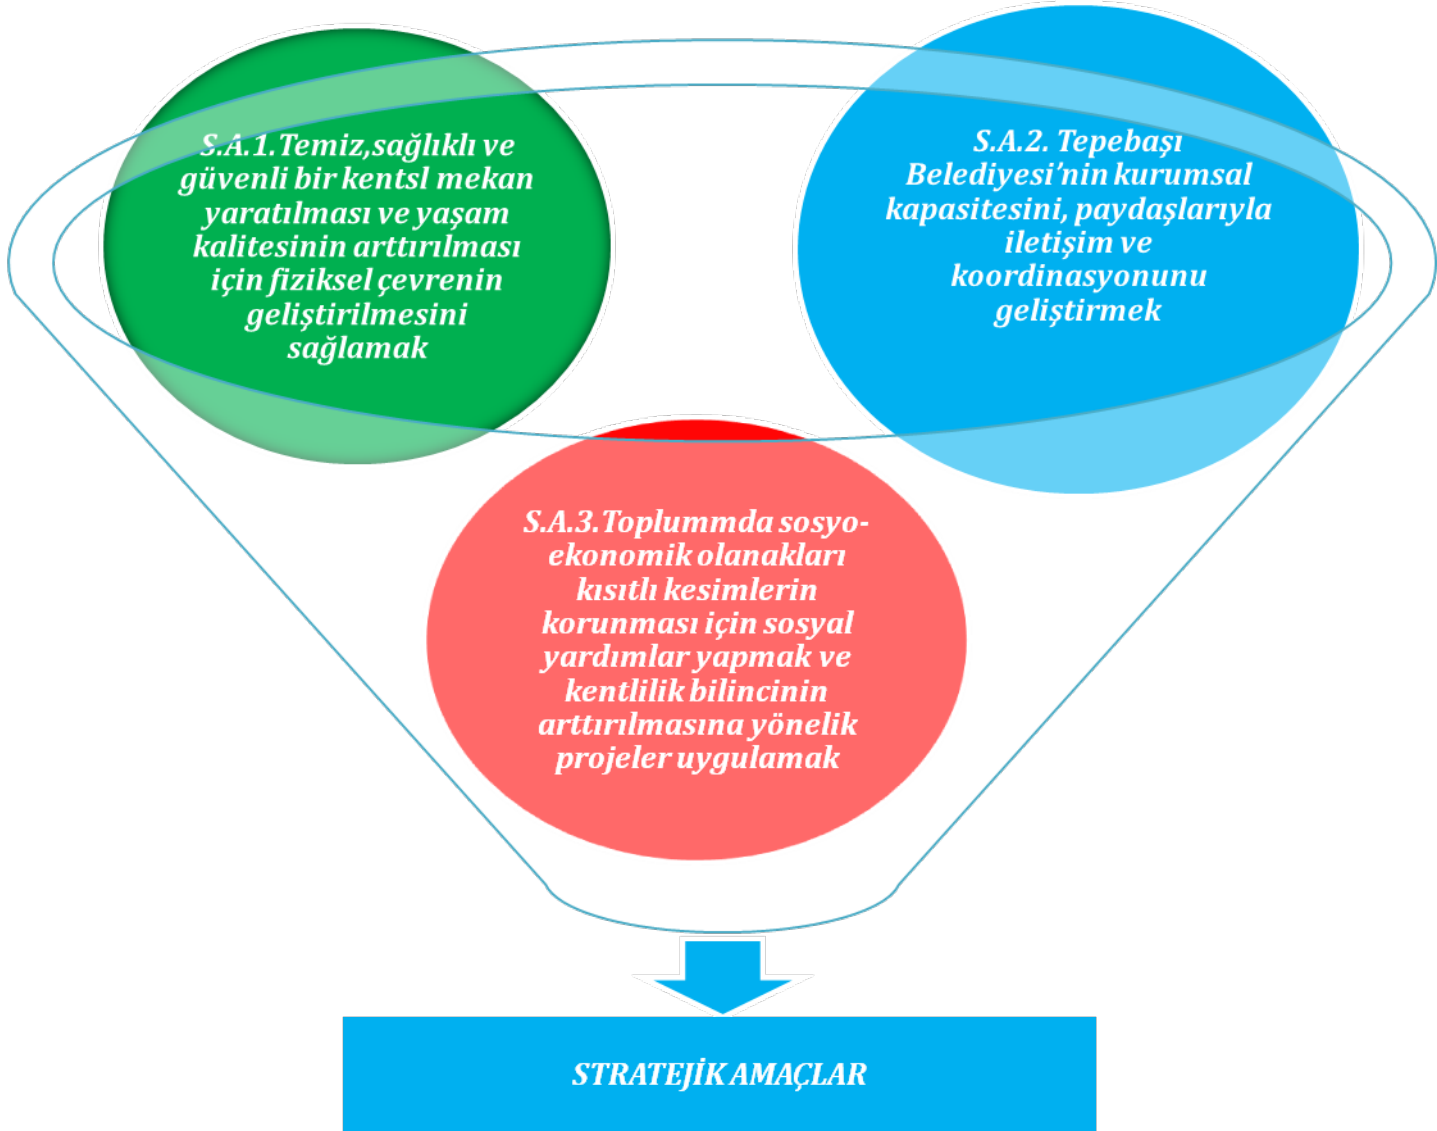 S.A.1.Temiz,sağlıklı ve
güvenli bir kentsl mekan
yaratılması ve yaşam
kalitesinin arttırılması
için fiziksel çevrenin
geliştirilmesini
sağlamak
S.A.2. Tepebaşı
Belediyesi’nin kurumsal
kapasitesini, paydaşlarıyla
iletişim ve
koordinasyonunu
geliştirmek
S.A.3.Toplummda sosyo-
ekonomik olanakları
kısıtlı kesimlerin
korunması için sosyal
yardımlar yapmak ve
kentlilik bilincinin
arttırılmasına yönelik
projeler uygulamak
STRATEJİK AMAÇLAR